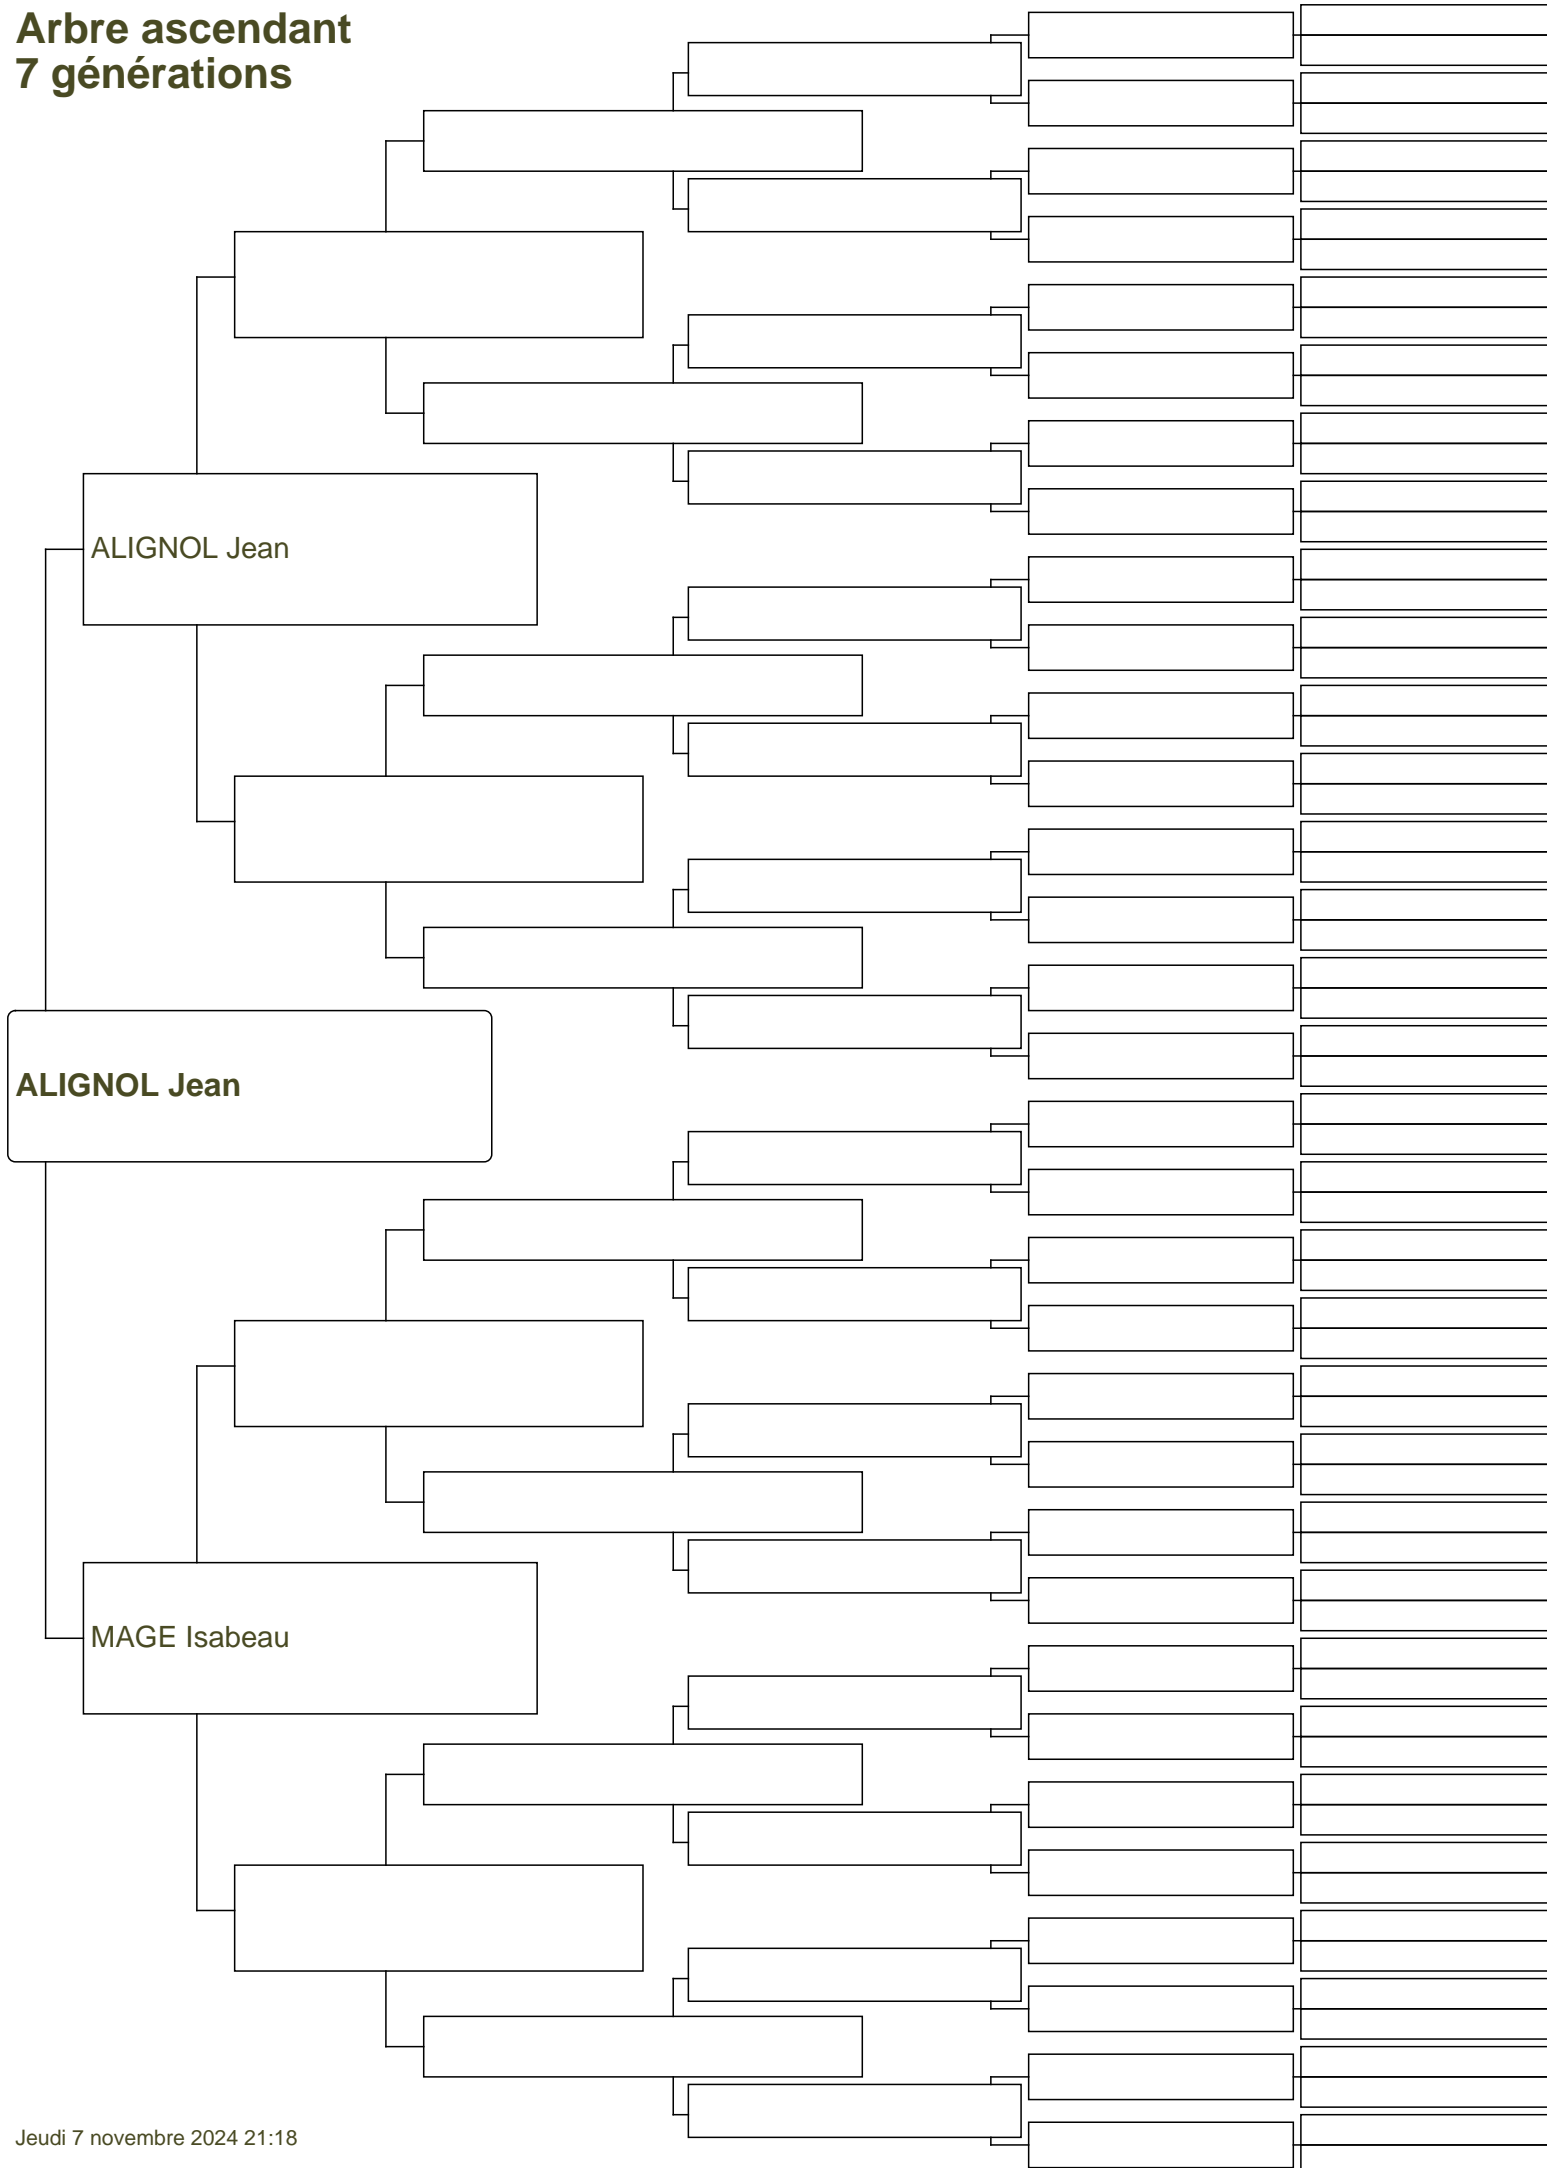 Arbre ascendant
7 générations
ALIGNOL Jean
ALIGNOL Jean
MAGE Isabeau
Jeudi 7 novembre 2024 21:18